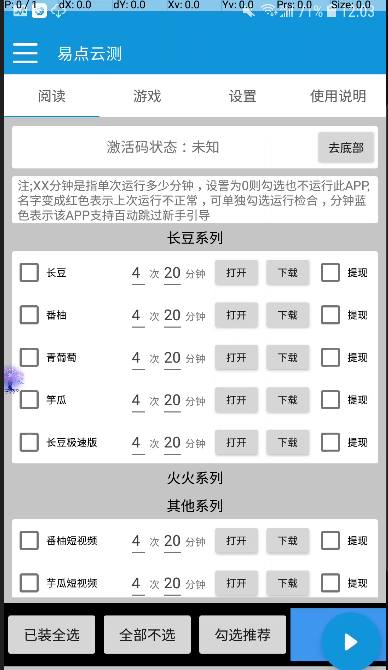 P: 0 / 1 dX: 0.0 dY: 0.0 Xv: 0.0 Yv: 0.0 Prs: 0.0 Size: 0.0
71% 12:03
易点云测
阅读 游戏 设置 使用说明
激活码状态：未知 去底部
注;XX分钟是指单次运行多少分钟，设置为0则勾选也不运行此APP,
名字变成红色表示上次运行不正常，可单独勾选运行检合，分钟蓝
色表示该APP支持百动跳过新手引导
长豆系列
长豆 4 次 20 分钟 打开 下载 提现
番柚 4 次 20 分钟 打开 下载 提现
青葡萄 4 次 20 分钟 打开 下载 提现
竽瓜 4 次 20 分钟 打开 下载 提现
长豆极速版 4 次 20 分钟 打开 下载 提现
火火系列
其他系列
番柚短视频 4 次 20 分钟 打开 下载 提现
芋瓜短视频 4 次 20 分钟 打开 下载 提现
已装全选 全部不选 勾选推荐